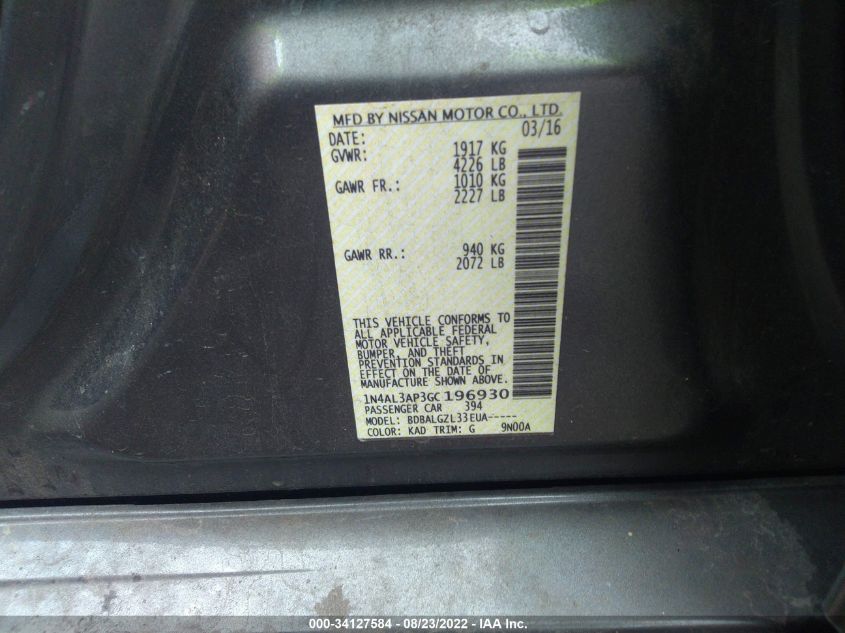 MFD BY NISSAN MOTOR CO., LTD.
DATE: 03/16
GVWR: 1917 KG
4226 LB
GAWR FR.: 1010 KG
2227 LB
GAWR RR.: 940 KG
2072 LB
THIS VEHICLE CONFORMS TO
ALL APPLICABLE FEDERAL
MOTOR VEHICLE SAFETY,
BUMPER, AND THEFT
PREVENTION STANDARDS IN
EFFECT ON THE DATE OF
MANUFACTURE SHOWN ABOVE.
1N4AL3AP3GC196930
PASSENGER CAR 394
MODEL: BDBALGZL33EUA-----
COLOR: KAD TRIM: G 9N00A
000-34127584 - 08/23/2022 - IAA Inc.